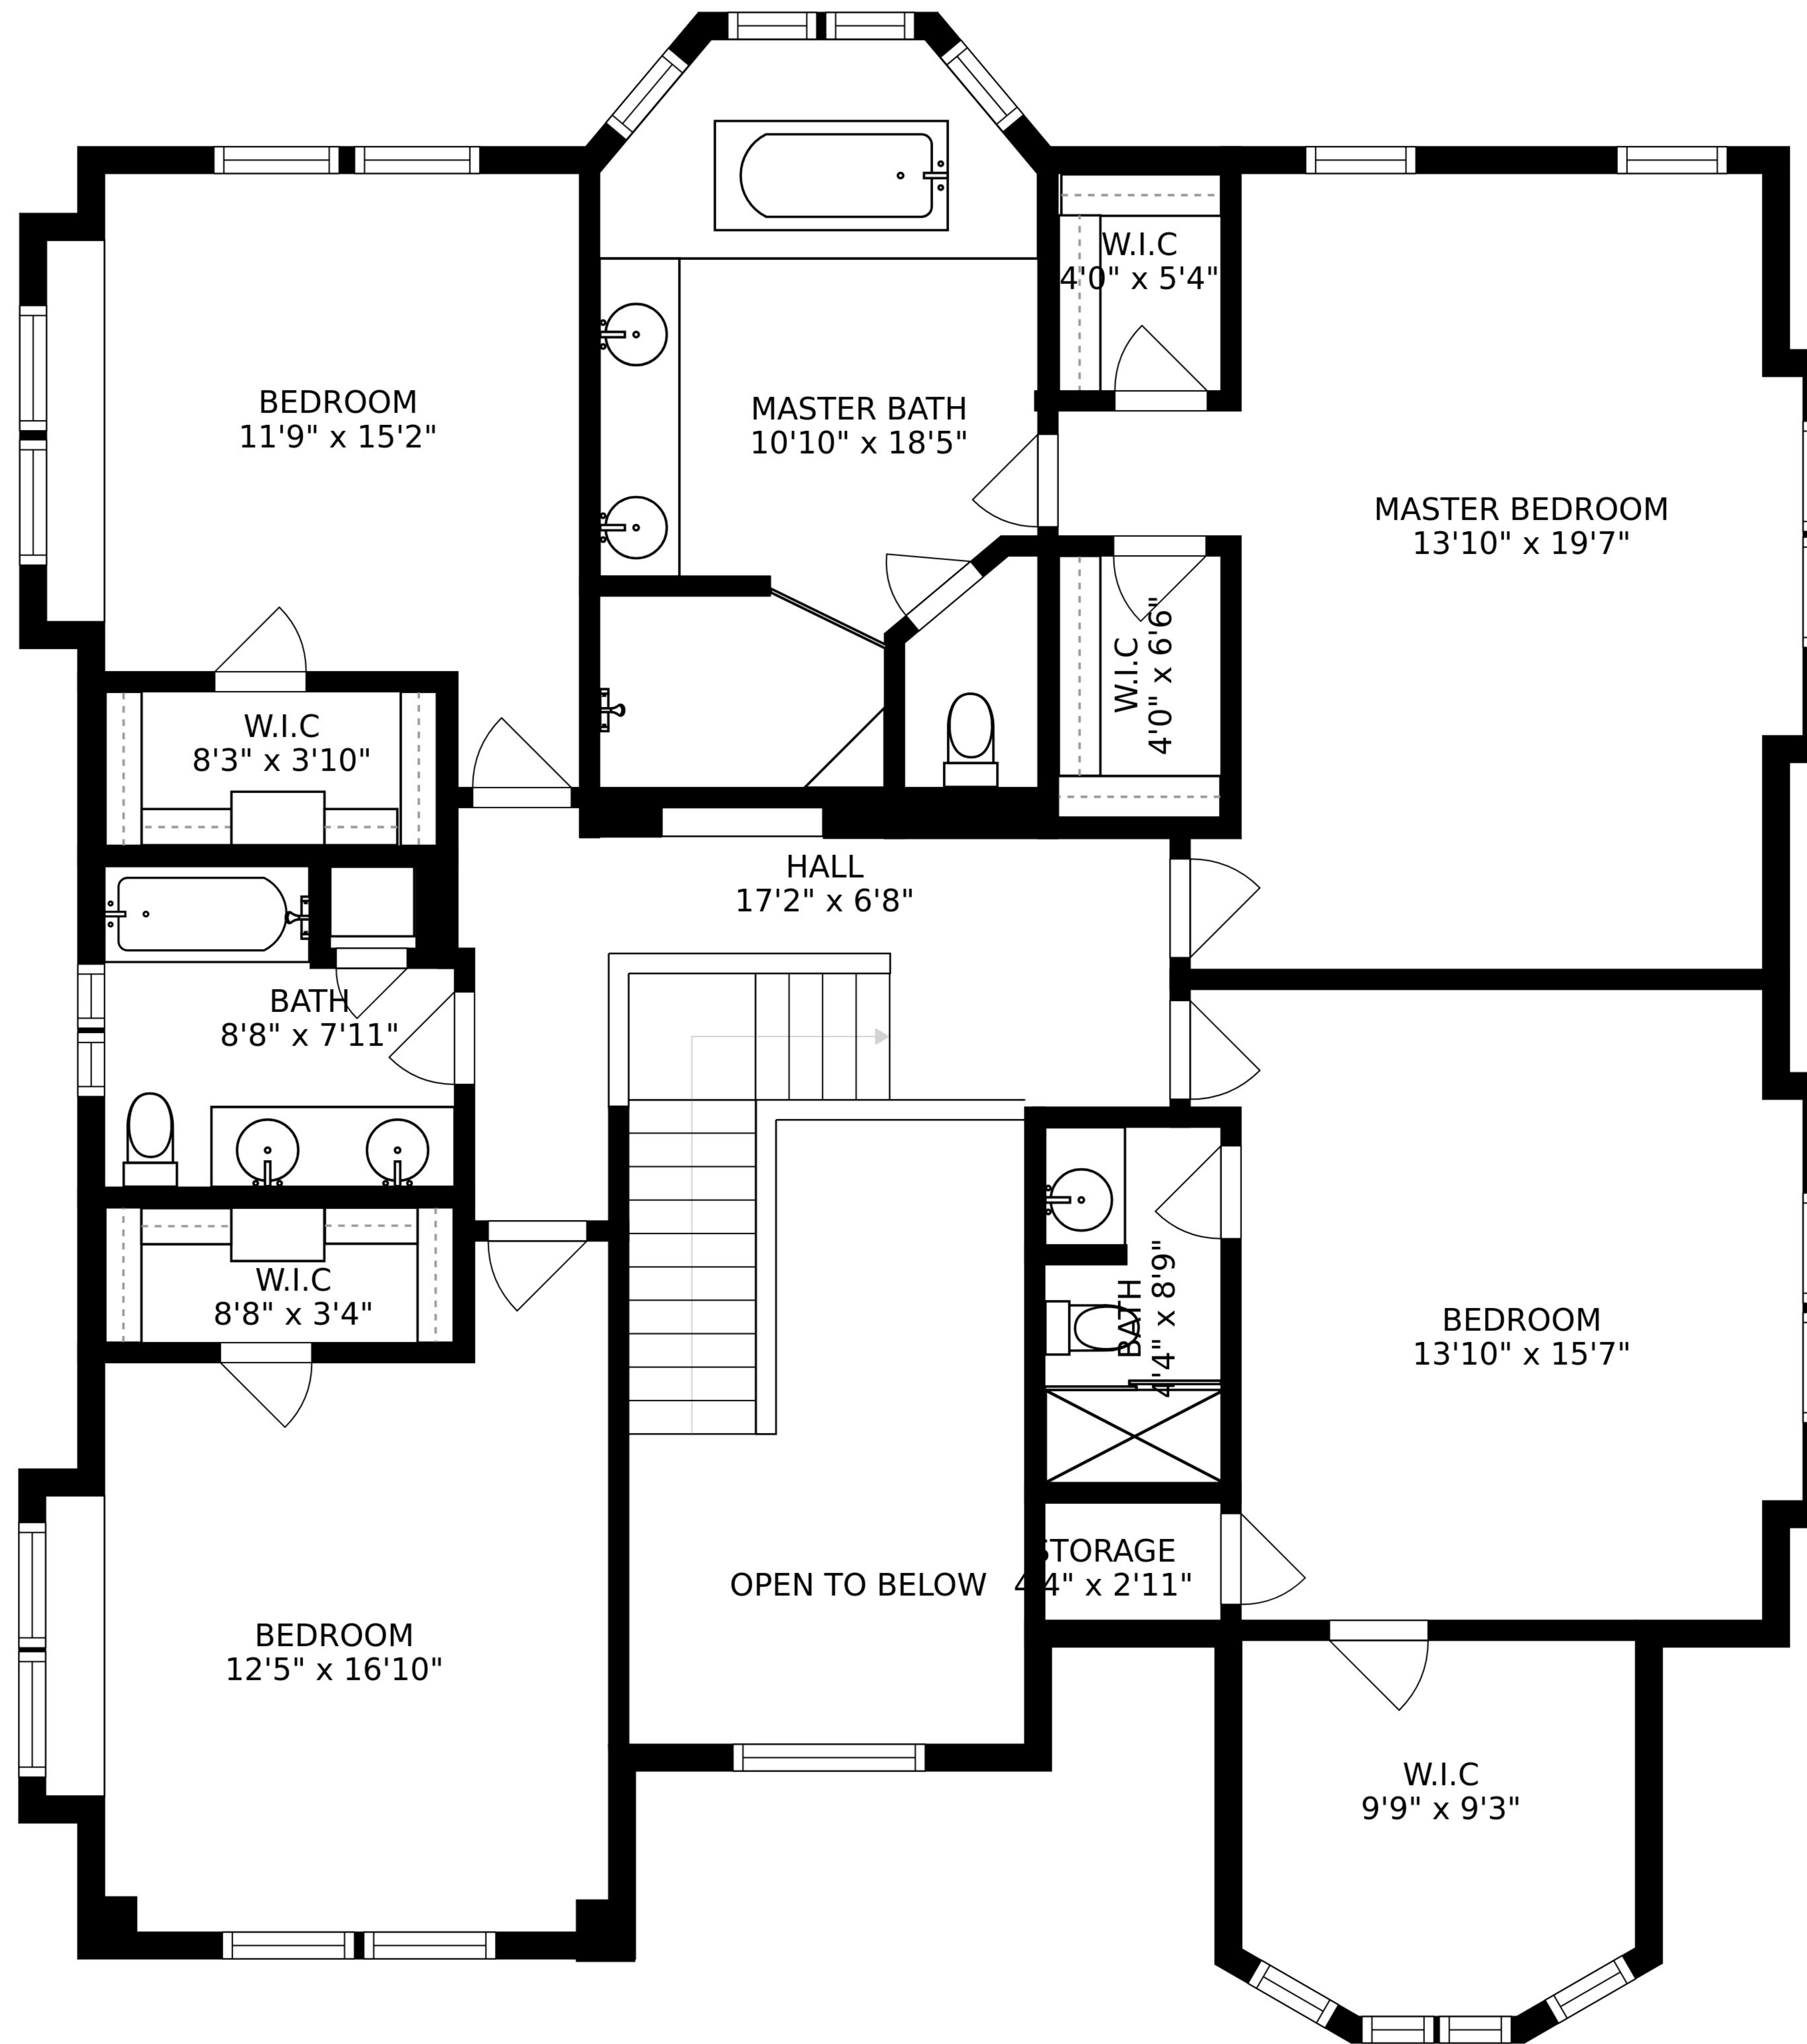 W.I.C
4'0" x 5'4"
BEDROOM
11'9" x 15'2"
MASTER BATH
10'10" x 18'5"
MASTER BEDROOM
13'10" x 19'7"
W.I.C
4'0" x 6'6"
W.I.C
8'3" x 3'10"
HALL
17'2" x 6'8"
BATH
8'8" x 7'11"
W.I.C
8'8" x 3'4"
BATH
4'4" x 8'9"
BEDROOM
13'10" x 15'7"
STORAGE
4'4" x 2'11"
OPEN TO BELOW
BEDROOM
12'5" x 16'10"
W.I.C
9'9" x 9'3"